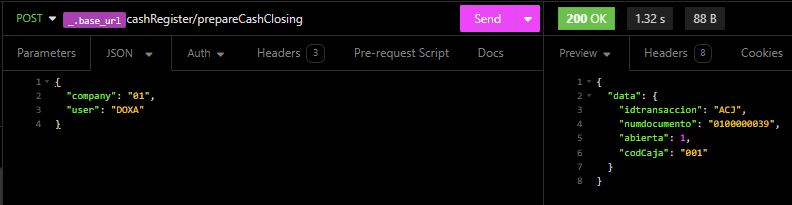 POST _.base_url cashRegister/prepareCashClosing Send 200 OK 1.32 s 88 B
Parameters JSON Auth Headers 3 Pre-request Script Docs Preview Headers 8 Cookies
1 {
2 "company": "01",
3 "user": "DOXA"
4 }
1 {
2 "data": {
3 "idtransaccion": "ACJ",
4 "numdocumento": "0100000039",
5 "abierta": 1,
6 "codCaja": "001"
7 }
8 }